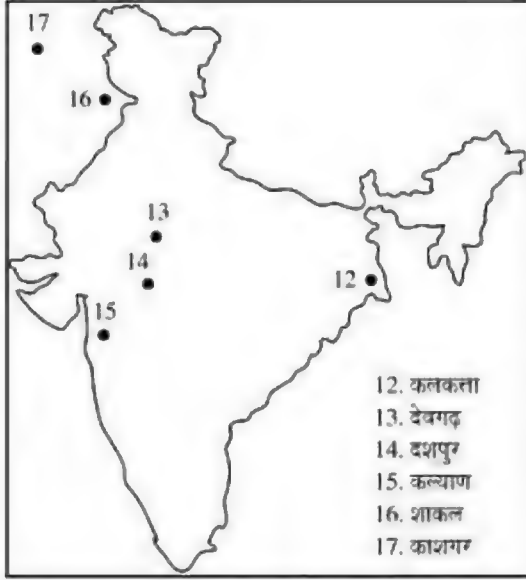 17
16
13
14
12
15
12. कलकत्ता
13. देवगढ़
14. दशपुर
15. कल्याण
16. शाकल
17. काशगर